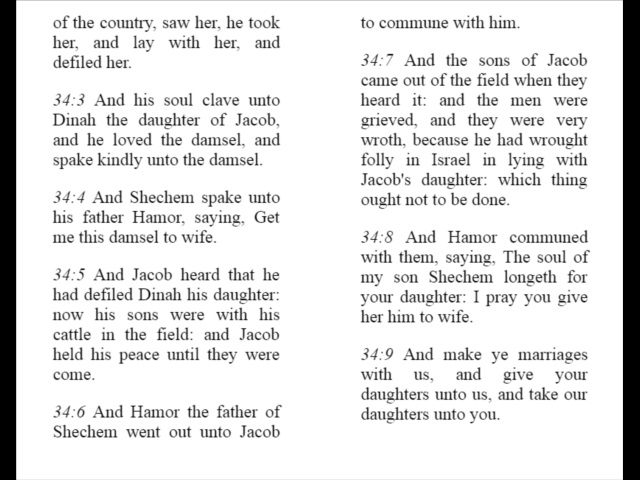 of the country, saw her, he took
her, and lay with her, and
defiled her.
34:3 And his soul clave unto
Dinah the daughter of Jacob,
and he loved the damsel, and
spake kindly unto the damsel.
34:4 And Shechem spake unto
his father Hamor, saying, Get
me this damsel to wife.
34:5 And Jacob heard that he
had defiled Dinah his daughter:
now his sons were with his
cattle in the field: and Jacob
held his peace until they were
come.
34:6 And Hamor the father of
Shechem went out unto Jacob
to commune with him.
34:7 And the sons of Jacob
came out of the field when they
heard it: and the men were
grieved, and they were very
wroth, because he had wrought
folly in Israel in lying with
Jacob's daughter: which thing
ought not to be done.
34:8 And Hamor communed
with them, saying, The soul of
my son Shechem longeth for
your daughter: I pray you give
her him to wife.
34:9 And make ye marriages
with us, and give your
daughters unto us, and take our
daughters unto you.